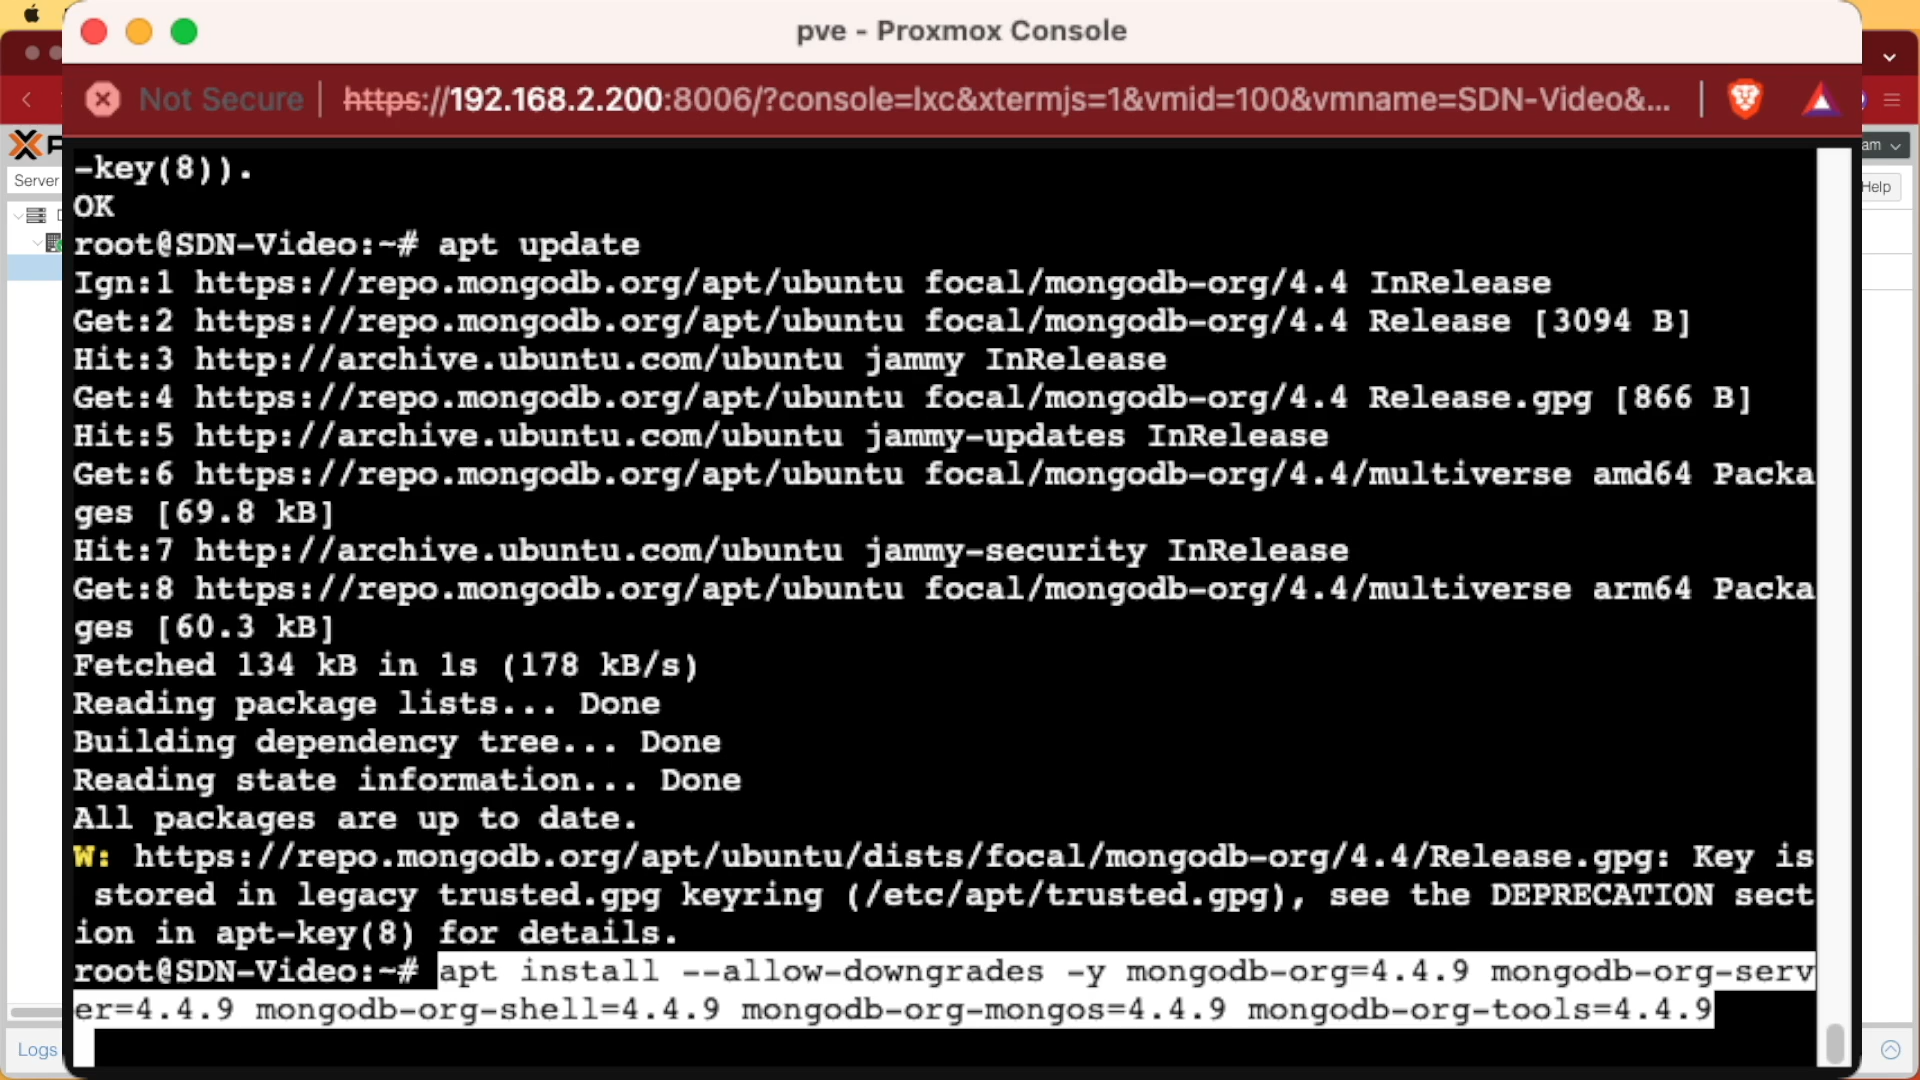 pve - Proxmox Console
Not Secure | https://192.168.2.200:8006/?console=lxc&xtermjs=1&vmid=100&vmname=SDN-Video&...
am
Server
Help
-key(8)).
OK
root@SDN-Video:~# apt update
Ign:1 https://repo.mongodb.org/apt/ubuntu focal/mongodb-org/4.4 InRelease
Get:2 https://repo.mongodb.org/apt/ubuntu focal/mongodb-org/4.4 Release [3094 B]
Hit:3 http://archive.ubuntu.com/ubuntu jammy InRelease
Get:4 https://repo.mongodb.org/apt/ubuntu focal/mongodb-org/4.4 Release.gpg [866 B]
Hit:5 http://archive.ubuntu.com/ubuntu jammy-updates InRelease
Get:6 https://repo.mongodb.org/apt/ubuntu focal/mongodb-org/4.4/multiverse amd64 Packa
ges [69.8 kB]
Hit:7 http://archive.ubuntu.com/ubuntu jammy-security InRelease
Get:8 https://repo.mongodb.org/apt/ubuntu focal/mongodb-org/4.4/multiverse arm64 Packa
ges [60.3 kB]
Fetched 134 kB in 1s (178 kB/s)
Reading package lists... Done
Building dependency tree... Done
Reading state information... Done
All packages are up to date.
W: https://repo.mongodb.org/apt/ubuntu/dists/focal/mongodb-org/4.4/Release.gpg: Key is
stored in legacy trusted.gpg keyring (/etc/apt/trusted.gpg), see the DEPRECATION sect
ion in apt-key(8) for details.
root@SDN-Video:~# apt install --allow-downgrades -y mongodb-org=4.4.9 mongodb-org-serv
er=4.4.9 mongodb-org-shell=4.4.9 mongodb-org-mongos=4.4.9 mongodb-org-tools=4.4.9
Logs